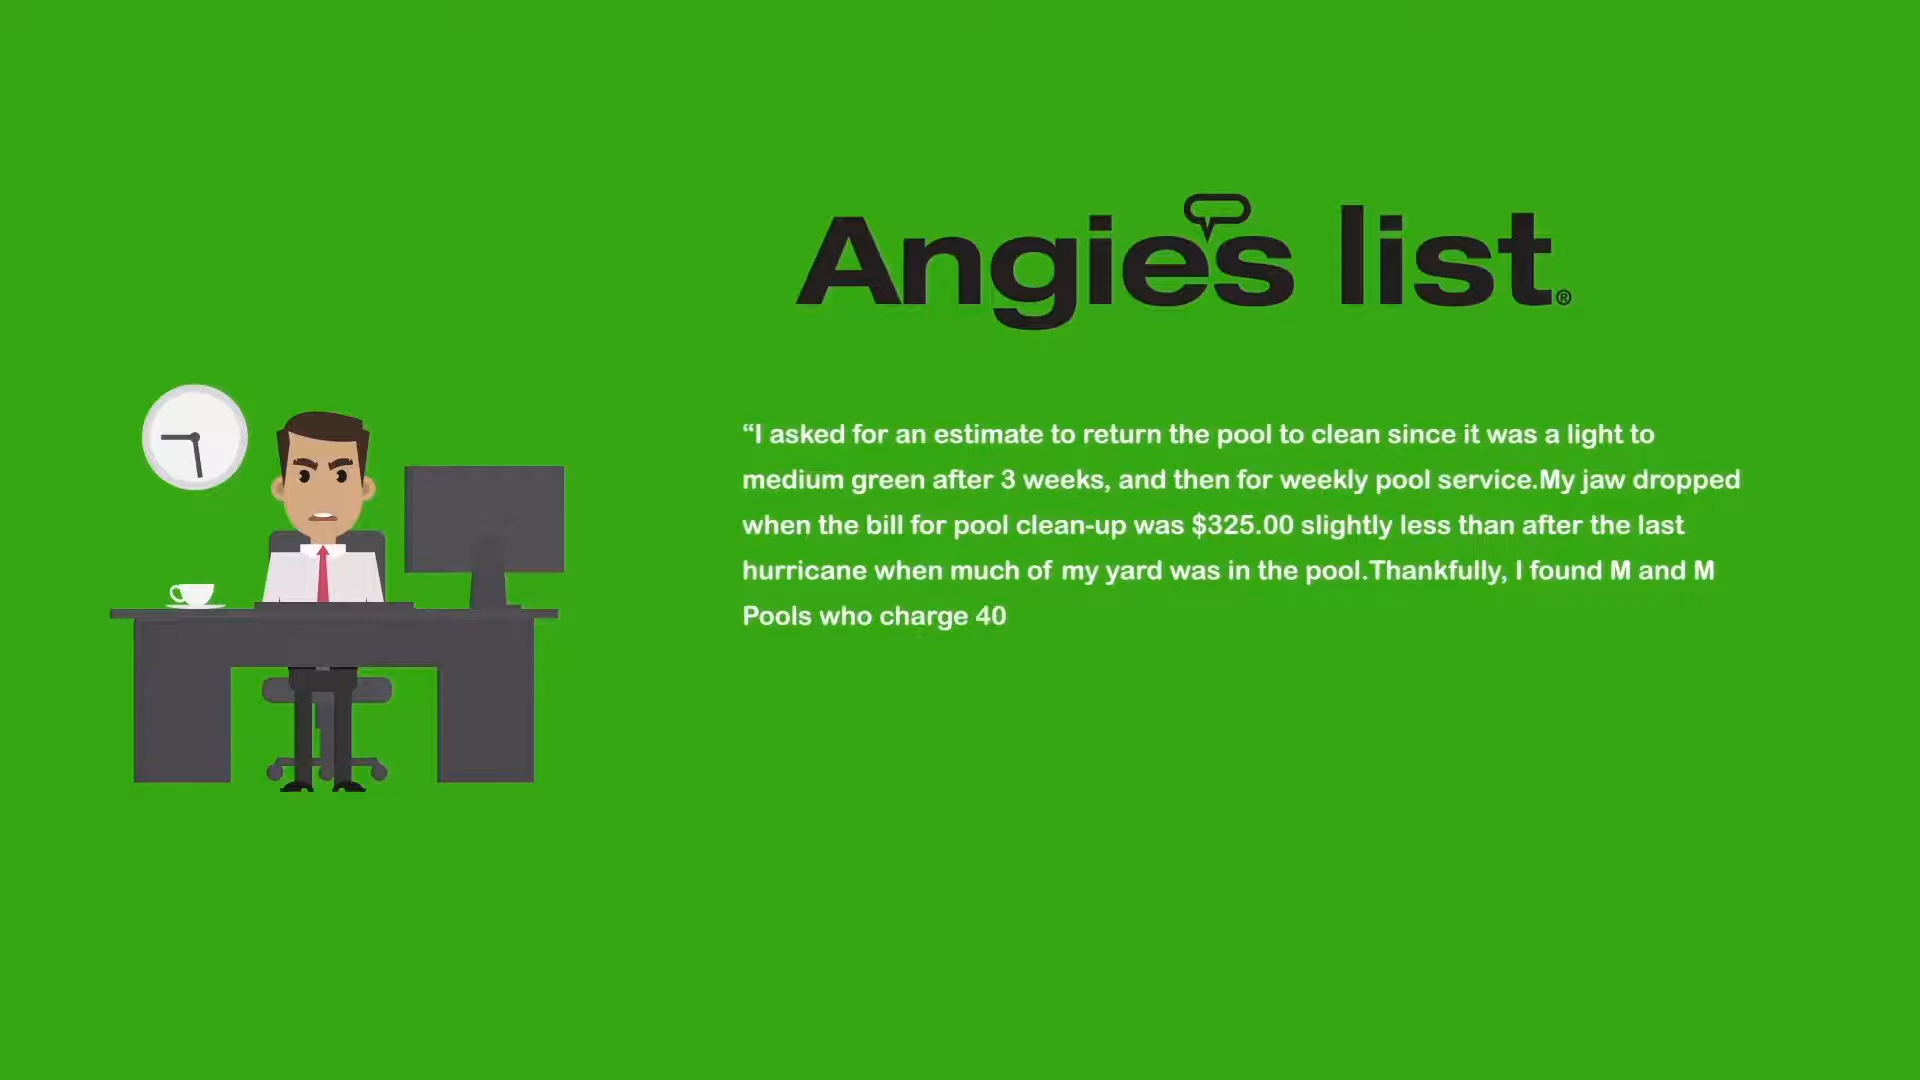 Angie's list®
“I asked for an estimate to return the pool to clean since it was a light to
medium green after 3 weeks, and then for weekly pool service.My jaw dropped
when the bill for pool clean-up was $325.00 slightly less than after the last
hurricane when much of my yard was in the pool.Thankfully, I found M and M
Pools who charge 40